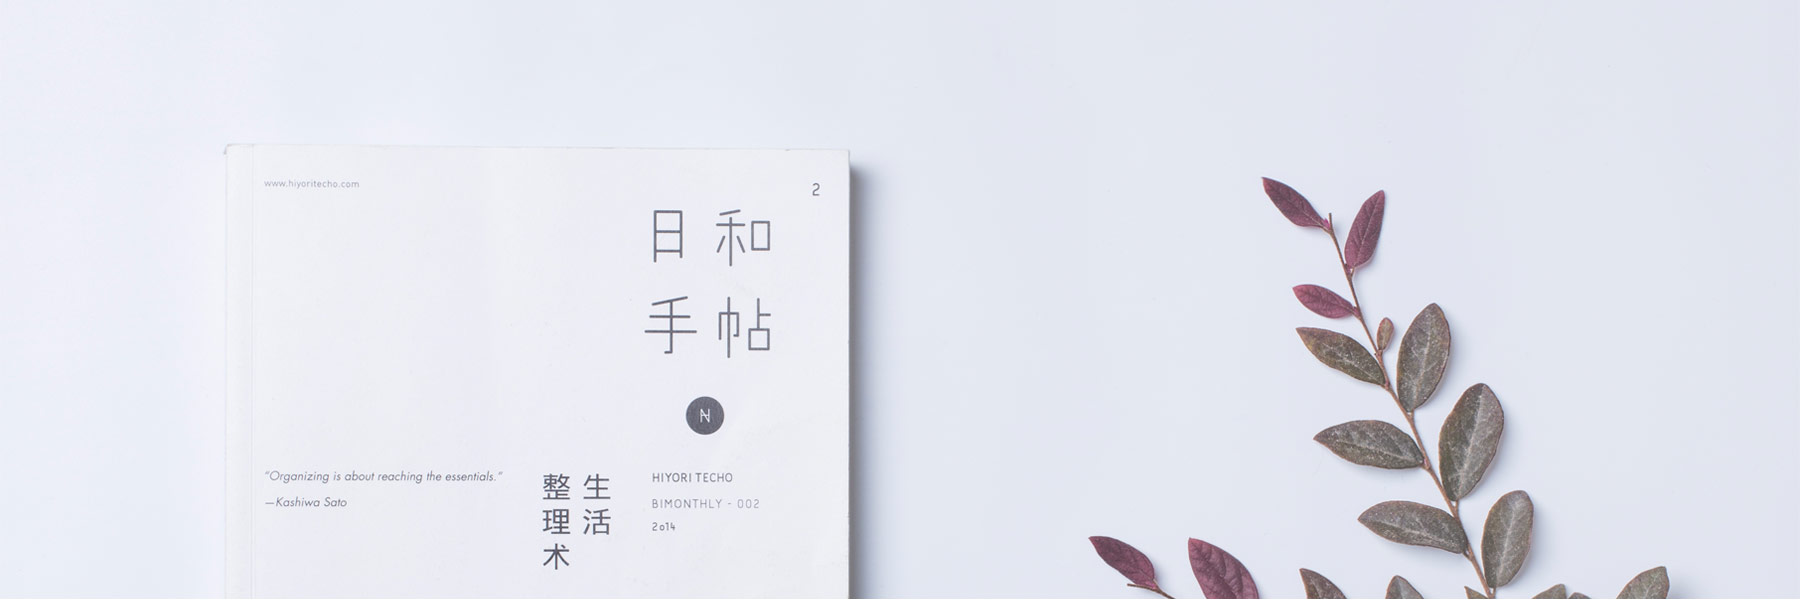 www.hiyoritecho.com
2
日和
手帖
N
"Organizing is about reaching the essentials."
—Kashiwa Sato
生活
整理术
HIYORI TECHO
BIMONTHLY - 002
2014